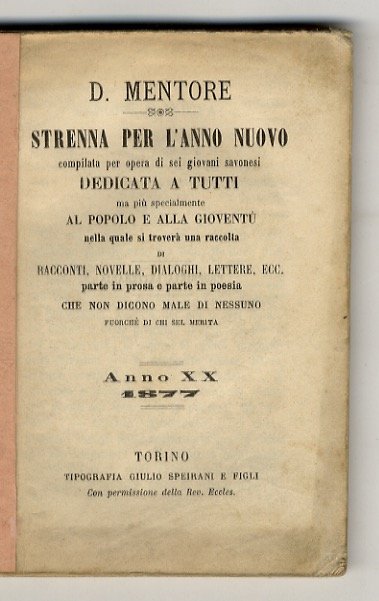 D. MENTORE
STRENNA PER L'ANNO NUOVO
compilata per opera di sei giovani savonesi
DEDICATA A TUTTI
ma più specialmente
AL POPOLO E ALLA GIOVENTÙ
nella quale si troverà una raccolta
DI
RACCONTI, NOVELLE, DIALOGHI, LETTERE, ECC.
parte in prosa e parte in poesia
CHE NON DICONO MALE DI NESSUNO
FUORCHÈ DI CHI SEL MERITA
Anno XX
1877
TORINO
TIPOGRAFIA GIULIO SPEIRANI E FIGLI
Con permissione della Rev. Eccles.